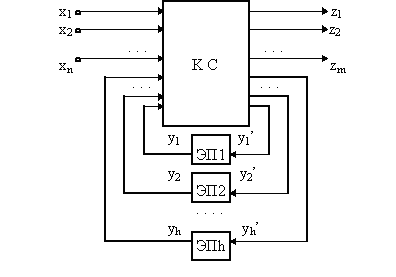 x1 z1
x2 z2
. . . . . .
xn К С zm
. . . . . .
y1 ЭП1 y1’
y2 ЭП2 y2’
. . . .
yh ЭПh yh’